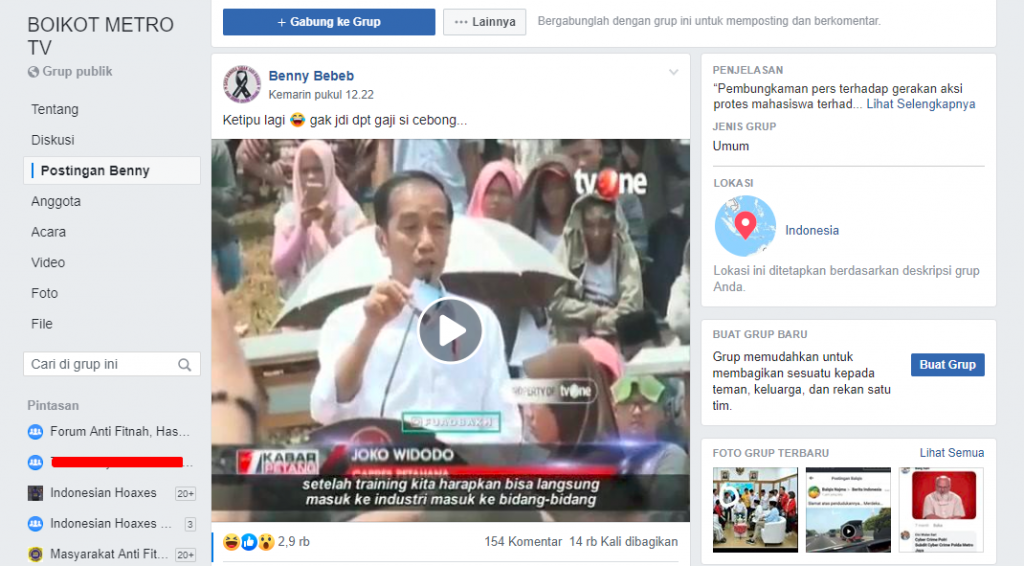 BOIKOT METRO
TV
Grup publik
Tentang
Diskusi
Postingan Benny
Anggota
Acara
Video
Foto
File
Cari di grup ini
Pintasan
Forum Anti Fitnah, Has...
Indonesian Hoaxes 20+
Indonesian Hoaxes ... 3
Masyarakat Anti Fit... 20+
+ Gabung ke Grup
••• Lainnya
Bergabunglah dengan grup ini untuk memposting dan berkomentar.
Benny Bebeb
Kemarin pukul 12.22
Ketipu lagi 😂 gak jdi dpt gaji si cebong...
tvOne
PROPERTY OF tvOne
KABAR
PETANG
JOKO WIDODO
CAPRES PETAHANA
setelah training kita harapkan bisa langsung
masuk ke industri masuk ke bidang-bidang
2,9 rb
154 Komentar 14 rb Kali dibagikan
PENJELASAN
“Pembungkaman pers terhadap gerakan aksi
protes mahasiswa terhad... Lihat Selengkapnya
JENIS GRUP
Umum
LOKASI
Indonesia
Lokasi ini ditetapkan berdasarkan deskripsi grup
Anda.
BUAT GRUP BARU
Grup memudahkan untuk
membagikan sesuatu kepada
teman, keluarga, dan rekan satu
tim.
Buat Grup
FOTO GRUP TERBARU
Lihat Semua